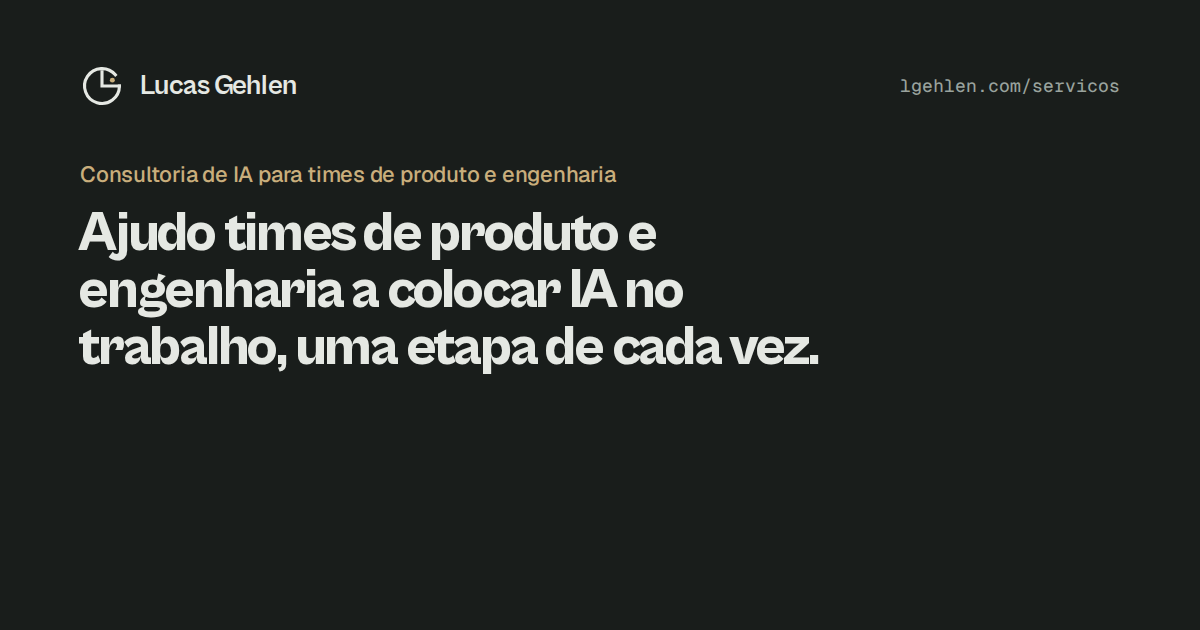 Lucas Gehlen
lgehlen.com/servicos
Consultoria de IA para times de produto e engenharia
Ajudo times de produto e
engenharia a colocar IA no
trabalho, uma etapa de cada vez.